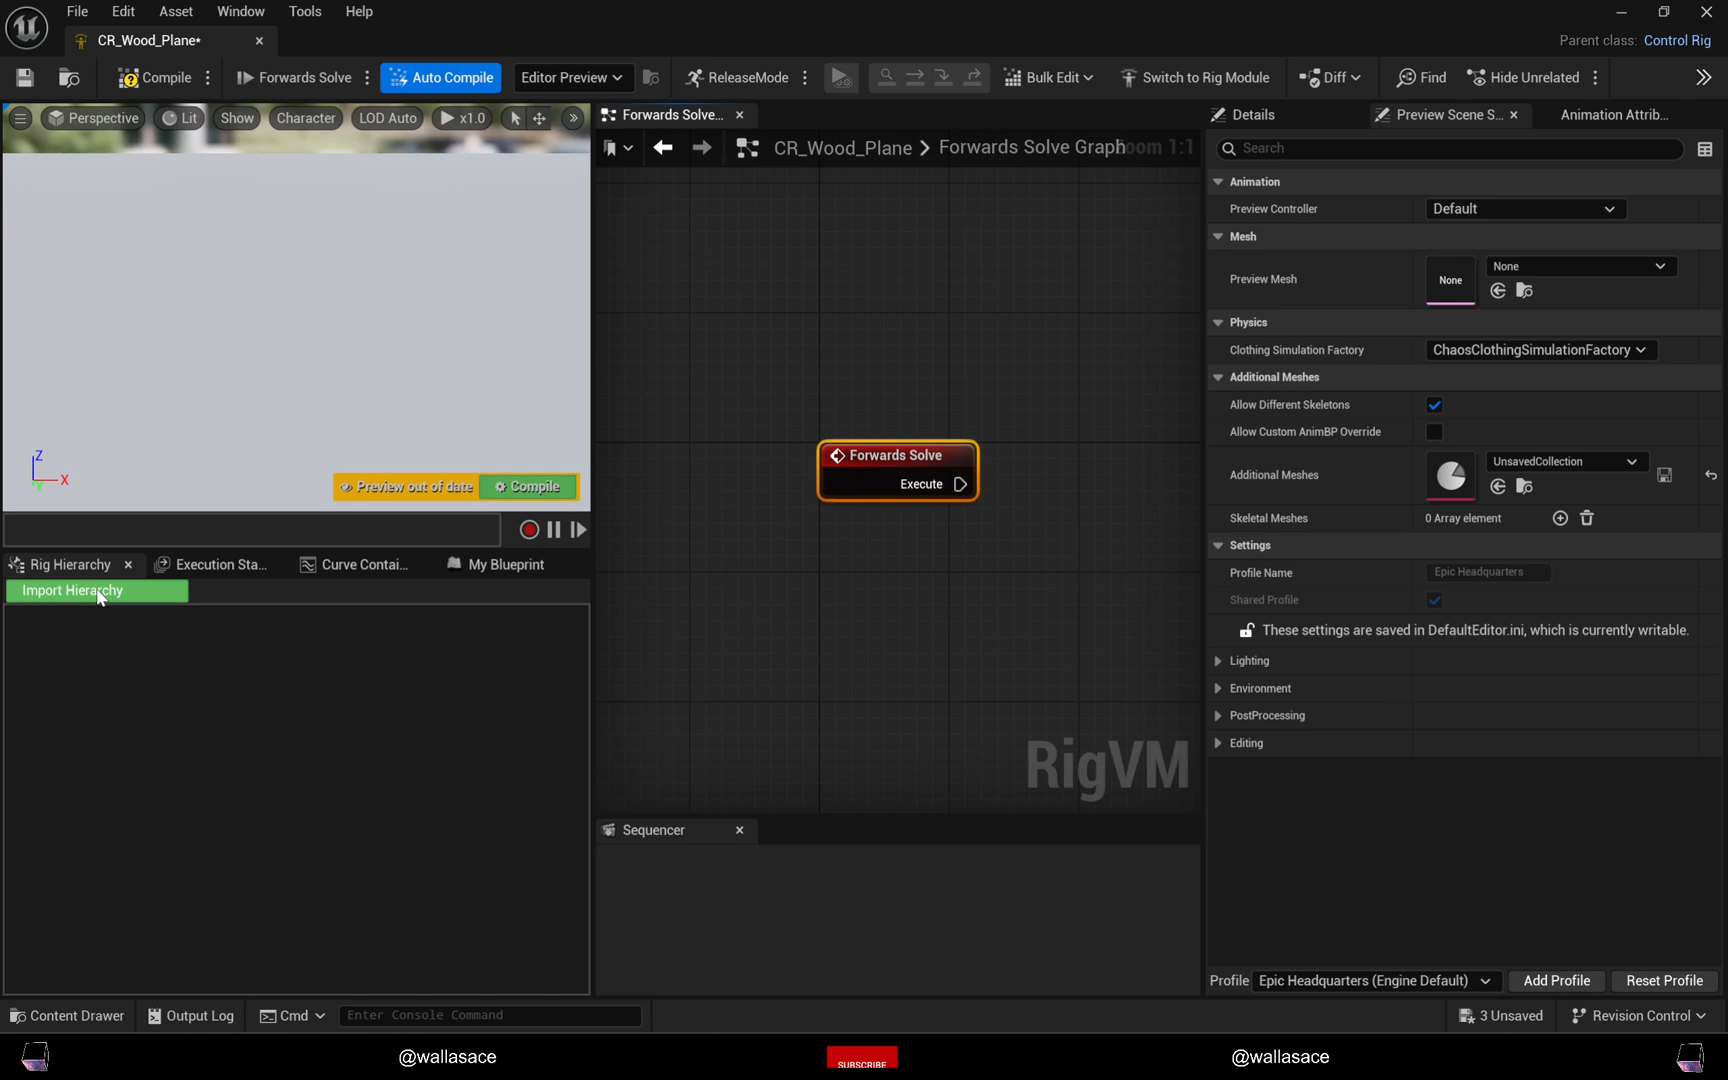 File Edit Asset Window Tools Help
CR_Wood_Plane*
Parent class: Control Rig
Compile Forwards Solve Auto Compile Editor Preview ReleaseMode Bulk Edit Switch to Rig Module Diff Find Hide Unrelated
Perspective Lit Show Character LOD Auto x1.0
Z
X
Y
Preview out of date Compile
Rig Hierarchy Execution Sta... Curve Contai... My Blueprint
Import Hierarchy
Forwards Solve...
CR_Wood_Plane > Forwards Solve Graph oom 1:1
Forwards Solve
Execute
RigVM
Sequencer
Details Preview Scene S... Animation Attrib...
Search
Animation
Preview Controller Default
Mesh
Preview Mesh None None
Physics
Clothing Simulation Factory ChaosClothingSimulationFactory
Additional Meshes
Allow Different Skeletons
Allow Custom AnimBP Override
Additional Meshes UnsavedCollection
Skeletal Meshes 0 Array element
Settings
Profile Name Epic Headquarters
Shared Profile
These settings are saved in DefaultEditor.ini, which is currently writable.
Lighting
Environment
PostProcessing
Editing
Profile Epic Headquarters (Engine Default) Add Profile Reset Profile
Content Drawer Output Log Cmd Enter Console Command 3 Unsaved Revision Control
@wallasace SUBSCRIBE @wallasace